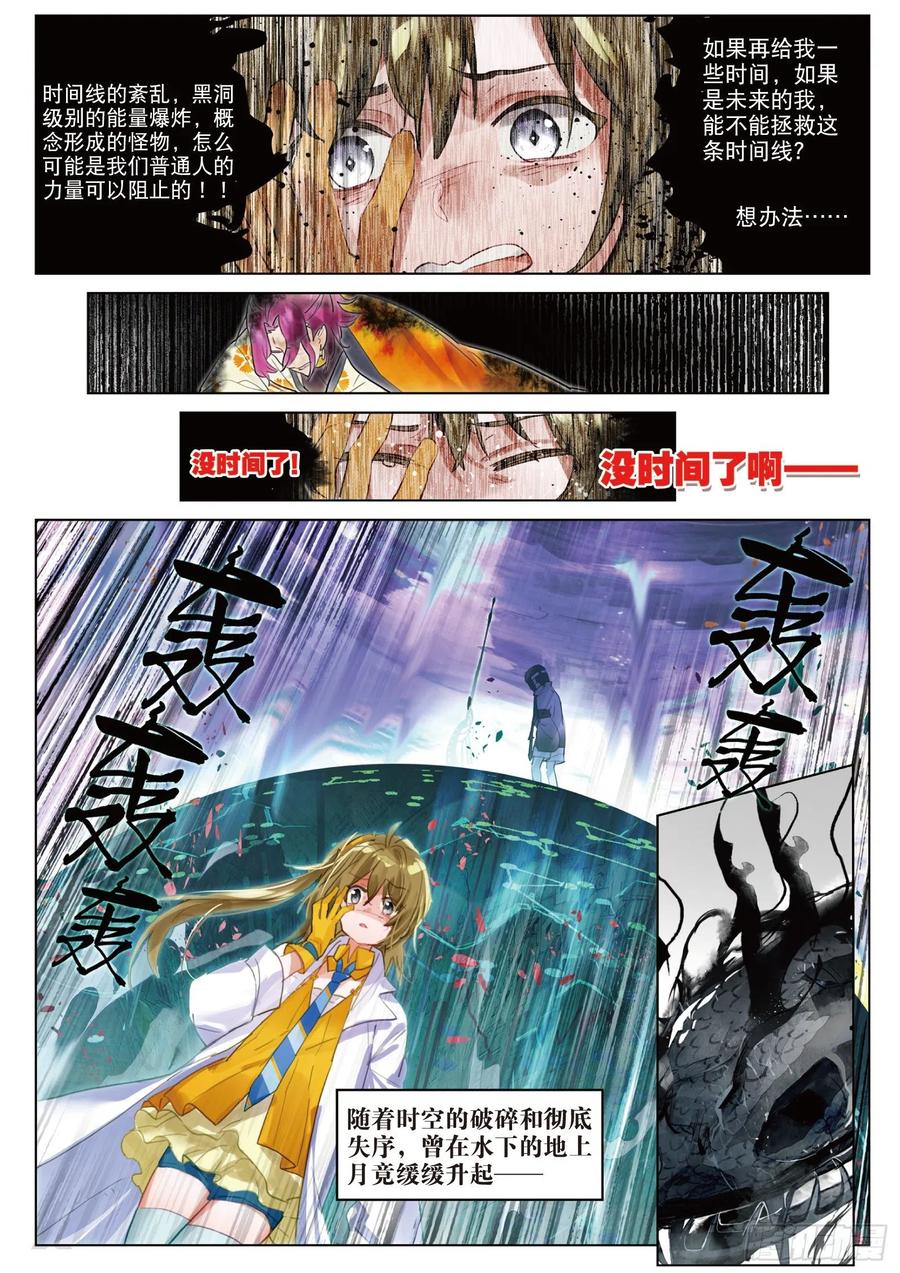 时间线的紊乱，黑洞
级别的能量爆炸，概
念形成的怪物，怎么
可能是我们普通人的
力量可以阻止的！！
如果再给我一
些时间，如果
是未来的我，
能不能拯救这
条时间线？
想办法……
没时间了！
没时间了啊——
轰
轰
轰
轰
轰
随着时空的破碎和彻底
失序，曾在水下的地上
月竟缓缓升起——